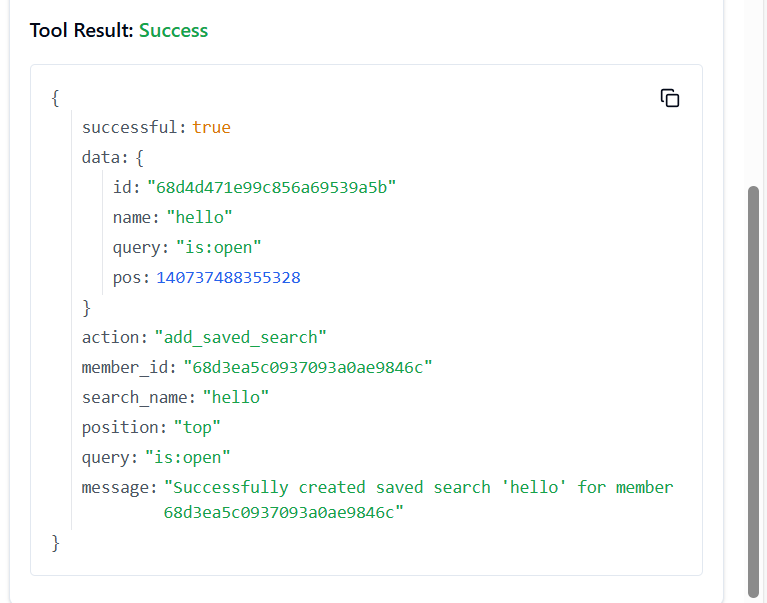 Tool Result: Success
{
successful: true
data: {
id: "68d4d471e99c856a69539a5b"
name: "hello"
query: "is:open"
pos: 140737488355328
}
action: "add_saved_search"
member_id: "68d3ea5c0937093a0ae9846c"
search_name: "hello"
position: "top"
query: "is:open"
message: "Successfully created saved search 'hello' for member
68d3ea5c0937093a0ae9846c"
}